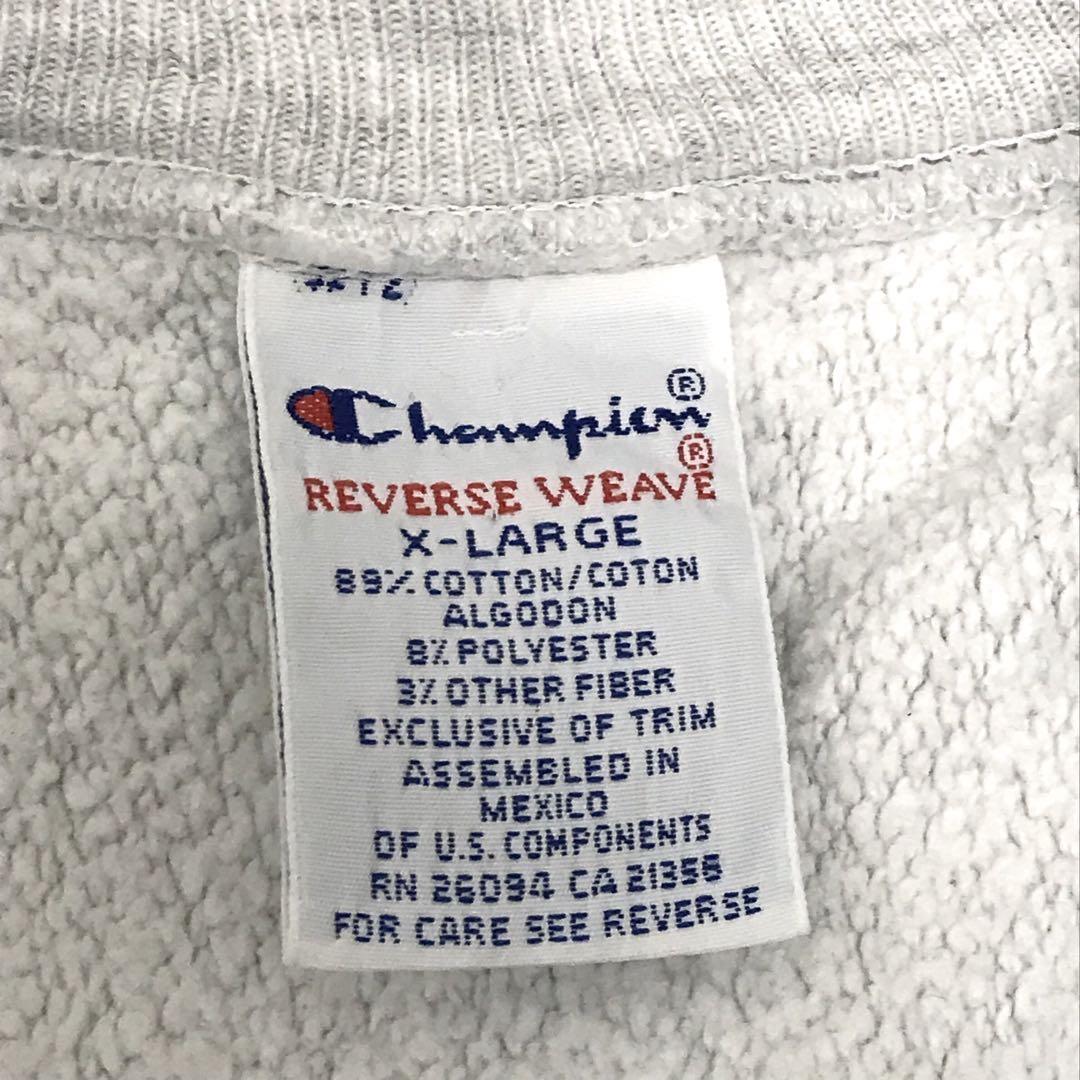 Champion®
REVERSE WEAVE®
X-LARGE
89% COTTON/COTON
ALGODON
8% POLYESTER
3% OTHER FIBER
EXCLUSIVE OF TRIM
ASSEMBLED IN
MEXICO
OF U.S. COMPONENTS
RN 26094 CA 21358
FOR CARE SEE REVERSE